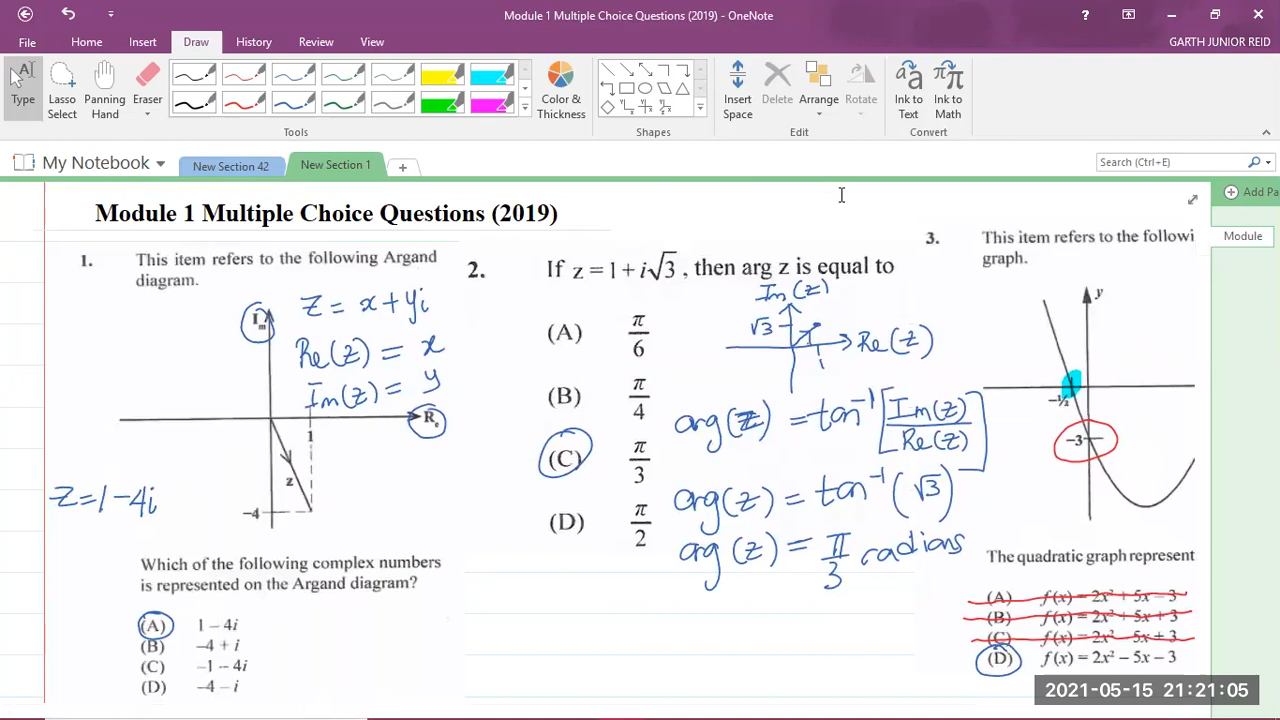 Module 1 Multiple Choice Questions (2019) - OneNote
File Home Insert Draw History Review View
GARTH JUNIOR REID
Type
Lasso Select
Panning Hand
Eraser
Color & Thickness
Insert Space
Delete
Arrange
Rotate
Ink to Text
Ink to Math
Tools
Shapes
Edit
Convert
My Notebook
New Section 42
New Section 1
Search (Ctrl+E)
Add Pa
Module
Module 1 Multiple Choice Questions (2019)
1. This item refers to the following Argand
diagram.
Im
z = x + yi
Re(z) = x
Im(z) = y
Re
1
z
-4
z = 1 - 4i
Which of the following complex numbers
is represented on the Argand diagram?
(A) 1 – 4i
(B) –4 + i
(C) –1 – 4i
(D) –4 – i
2. If z = 1 + i√3, then arg z is equal to
(A) π/6
(B) π/4
(C) π/3
(D) π/2
Im(z)
√3
Re(z)
1
arg(z) = tan⁻¹[Im(z)/Re(z)]
arg(z) = tan⁻¹(√3)
arg(z) = π/3 radians
3. This item refers to the followi
graph.
y
-½
-3
The quadratic graph represent
(A) f(x) = 2x² + 5x – 3
(B) f(x) = 2x² + 5x + 3
(C) f(x) = 2x² – 5x + 3
(D) f(x) = 2x² – 5x – 3
2021-05-15 21:21:05